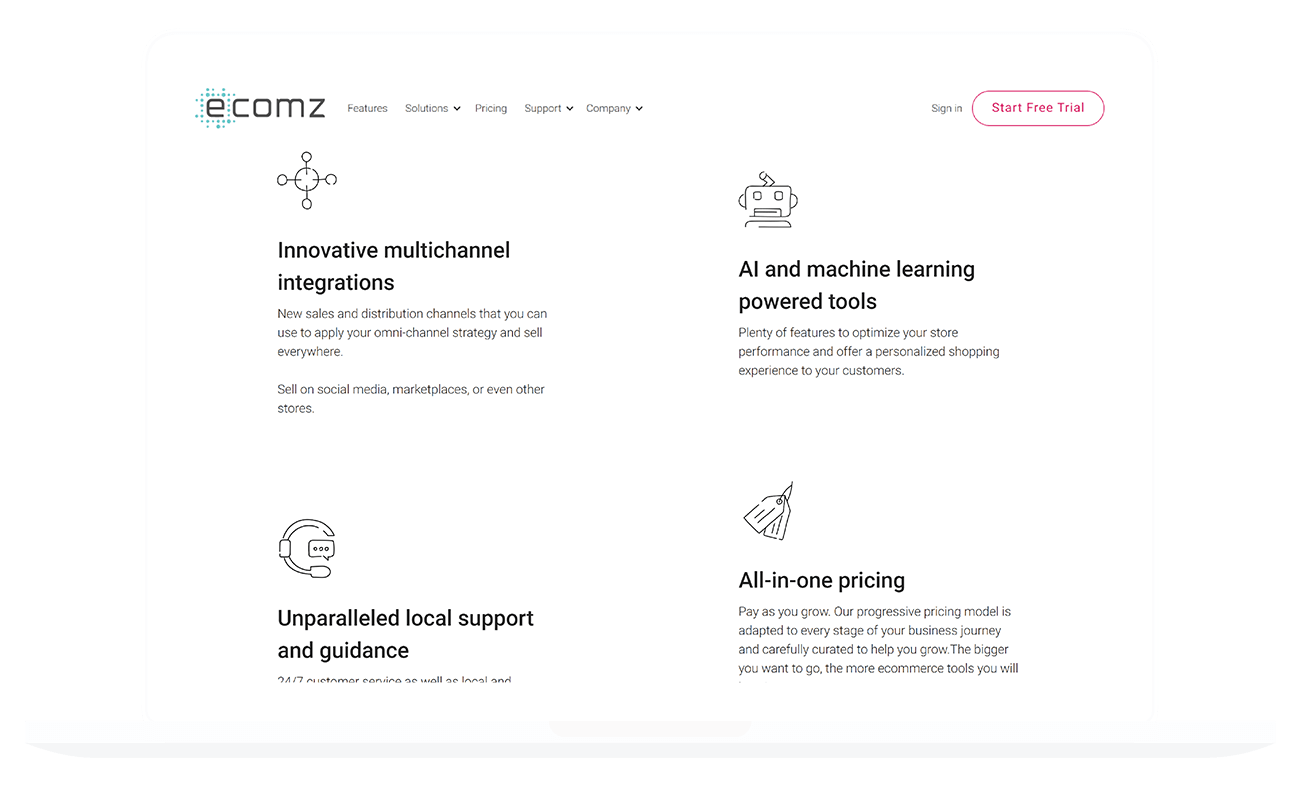 ecomz
Features
Solutions
Pricing
Support
Company
Sign in
Start Free Trial
Innovative multichannel
integrations
New sales and distribution channels that you can
use to apply your omni-channel strategy and sell
everywhere.
Sell on social media, marketplaces, or even other
stores.
AI and machine learning
powered tools
Plenty of features to optimize your store
performance and offer a personalized shopping
experience to your customers.
Unparalleled local support
and guidance
24/7 customer service as well as local and
All-in-one pricing
Pay as you grow. Our progressive pricing model is
adapted to every stage of your business journey
and carefully curated to help you grow.The bigger
you want to go, the more ecommerce tools you will